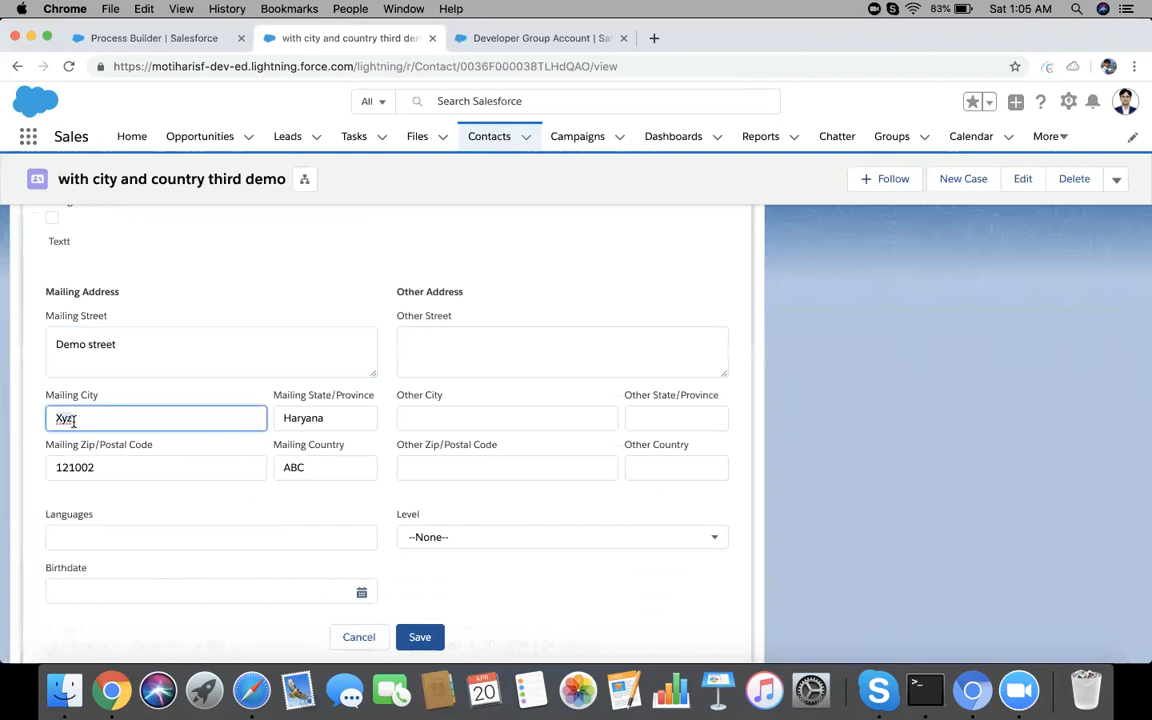 Chrome File Edit View History Bookmarks People Window Help 83% Sat 1:05 AM
Process Builder | Salesforce with city and country third der Developer Group Account | Sal
https://motiharisf-dev-ed.lightning.force.com/lightning/r/Contact/0036F000038TLHdQAO/view
All Search Salesforce
Sales Home Opportunities Leads Tasks Files Contacts Campaigns Dashboards Reports Chatter Groups Calendar More
with city and country third demo + Follow New Case Edit Delete
Textt
Mailing Address Other Address
Mailing Street Other Street
Demo street
Mailing City Mailing State/Province Other City Other State/Province
Xyz Haryana
Mailing Zip/Postal Code Mailing Country Other Zip/Postal Code Other Country
121002 ABC
Languages Level
--None--
Birthdate
Cancel Save
APR
20